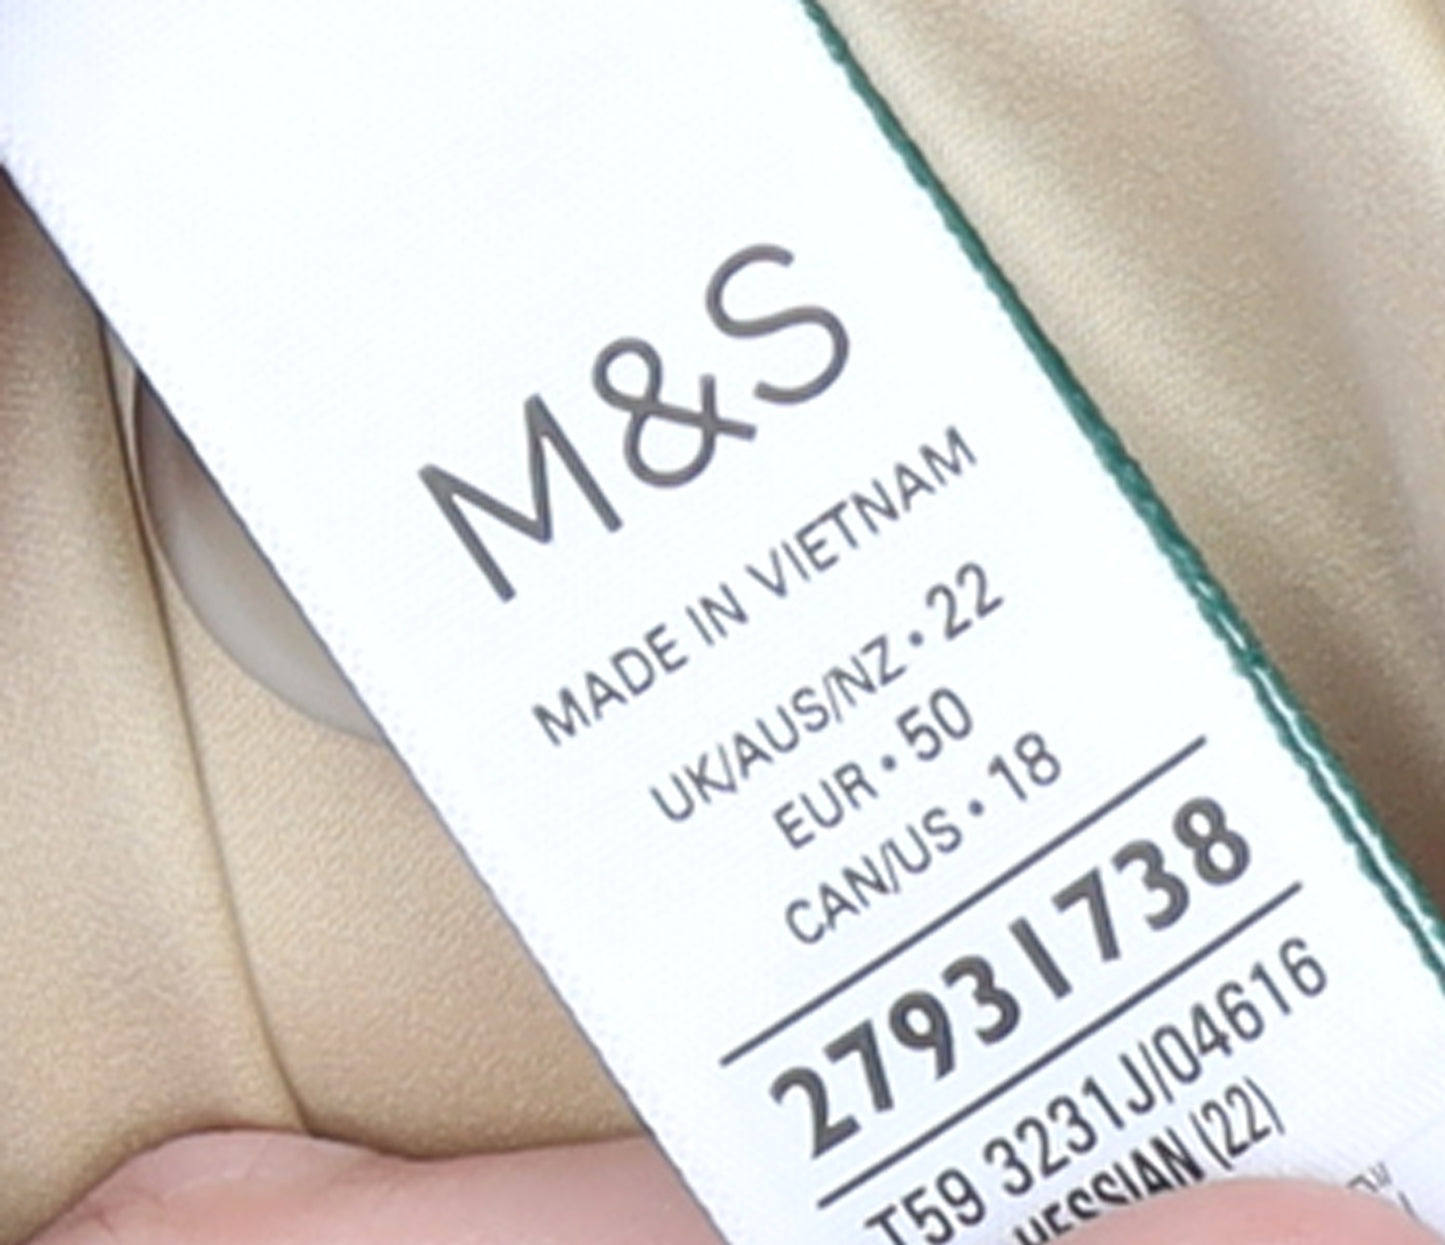 M&S
MADE IN VIETNAM
UK/AUS/NZ • 22
EUR • 50
CAN/US • 18
27931738
T59 3231J/04616
HESSIAN (22)